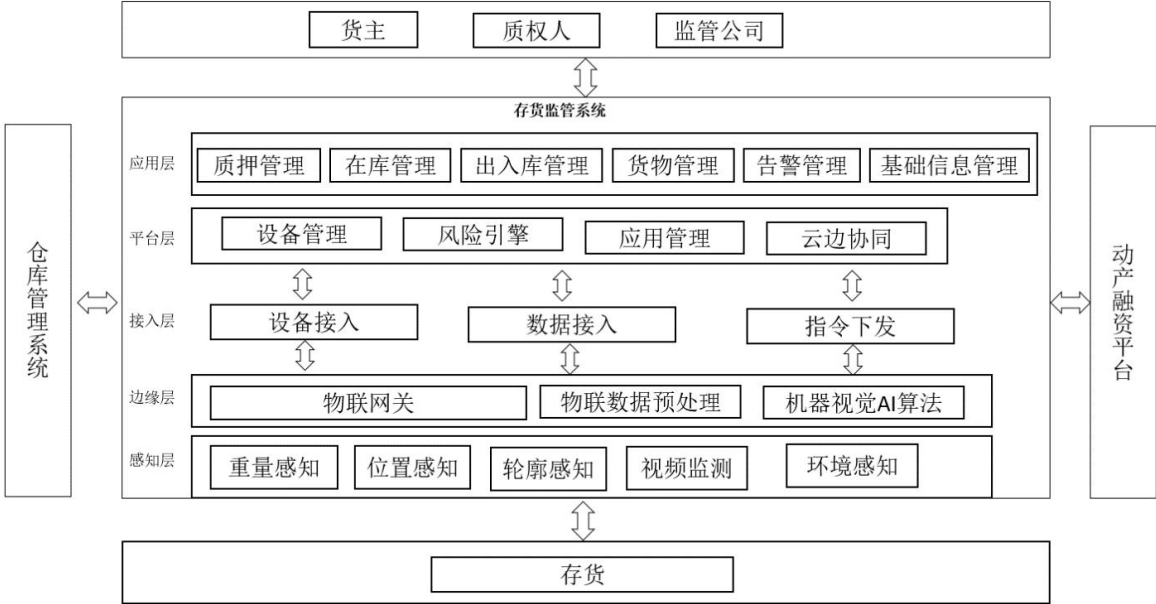 货主
质权人
监管公司
存货监管系统
仓库管理系统
应用层
质押管理
在库管理
出入库管理
货物管理
告警管理
基础信息管理
平台层
设备管理
风险引擎
应用管理
云边协同
接入层
设备接入
数据接入
指令下发
边缘层
物联网关
物联数据预处理
机器视觉AI算法
感知层
重量感知
位置感知
轮廓感知
视频监测
环境感知
动产融资平台
存货